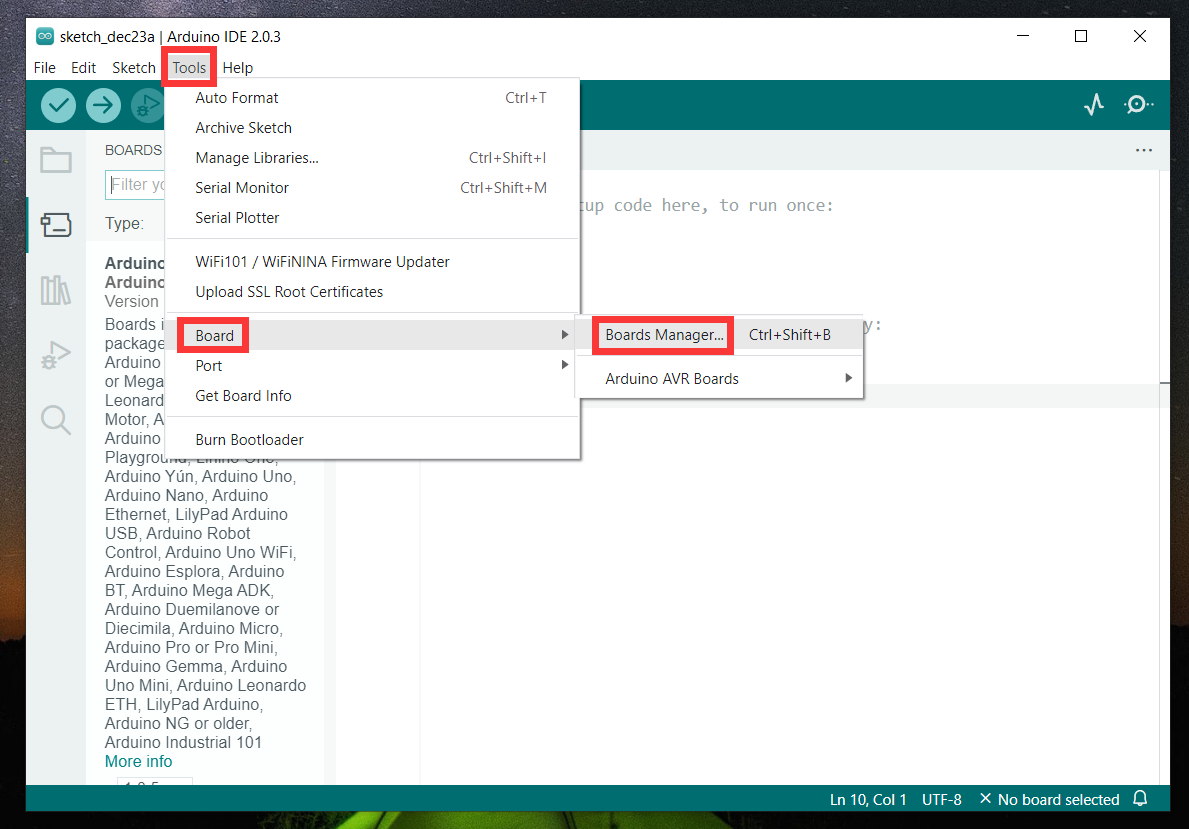 sketch_dec23a | Arduino IDE 2.0.3
File Edit Sketch Tools Help
Auto Format Ctrl+T
Archive Sketch
Manage Libraries... Ctrl+Shift+I
Serial Monitor Ctrl+Shift+M
Serial Plotter
WiFi101 / WiFiNINA Firmware Updater
Upload SSL Root Certificates
Board
Port
Get Board Info
Burn Bootloader
Boards Manager... Ctrl+Shift+B
Arduino AVR Boards
BOARDS
Filter
Type:
Arduino
Arduino
Version
Boards
package
Arduino
or Mega
Motor,
Arduino
Playground, Linino One,
Arduino Yún, Arduino Uno,
Arduino Nano, Arduino
Ethernet, LilyPad Arduino
USB, Arduino Robot
Control, Arduino Uno WiFi,
Arduino Esplora, Arduino
BT, Arduino Mega ADK,
Arduino Duemilanove or
Diecimila, Arduino Micro,
Arduino Pro or Pro Mini,
Arduino Gemma, Arduino
Uno Mini, Arduino Leonardo
ETH, LilyPad Arduino,
Arduino NG or older,
Arduino Industrial 101
More info
code here, to run once:
Ln 10, Col 1 UTF-8 No board selected